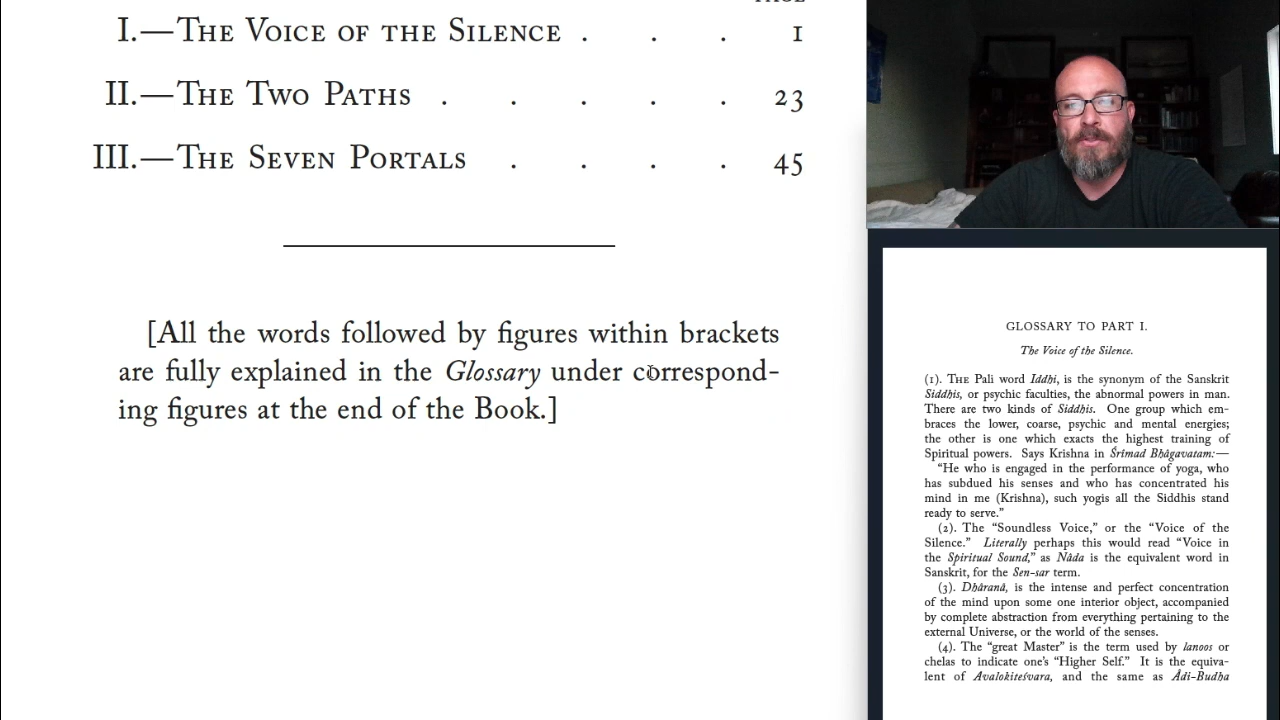 PAGE
I.—The Voice of the Silence . . . 1
II.—The Two Paths . . . . . 23
III.—The Seven Portals . . . . 45
[All the words followed by figures within brackets
are fully explained in the Glossary under correspond-
ing figures at the end of the Book.]
GLOSSARY TO PART I.
The Voice of the Silence.
(1). The Pali word Iddhi, is the synonym of the Sanskrit
Siddhis, or psychic faculties, the abnormal powers in man.
There are two kinds of Siddhis. One group which em-
braces the lower, coarse, psychic and mental energies;
the other is one which exacts the highest training of
Spiritual powers. Says Krishna in Śrîmad Bhâgavatam:—
“He who is engaged in the performance of yoga, who
has subdued his senses and who has concentrated his
mind in me (Krishna), such yogis all the Siddhis stand
ready to serve.”
(2). The “Soundless Voice,” or the “Voice of the
Silence.” Literally perhaps this would read “Voice in
the Spiritual Sound,” as Nâda is the equivalent word in
Sanskrit, for the Sen-sar term.
(3). Dhâranâ, is the intense and perfect concentration
of the mind upon some one interior object, accompanied
by complete abstraction from everything pertaining to the
external Universe, or the world of the senses.
(4). The “great Master” is the term used by lanoos or
chelas to indicate one’s “Higher Self.” It is the equiva-
lent of Avalokiteśvara, and the same as Âdi-Budha